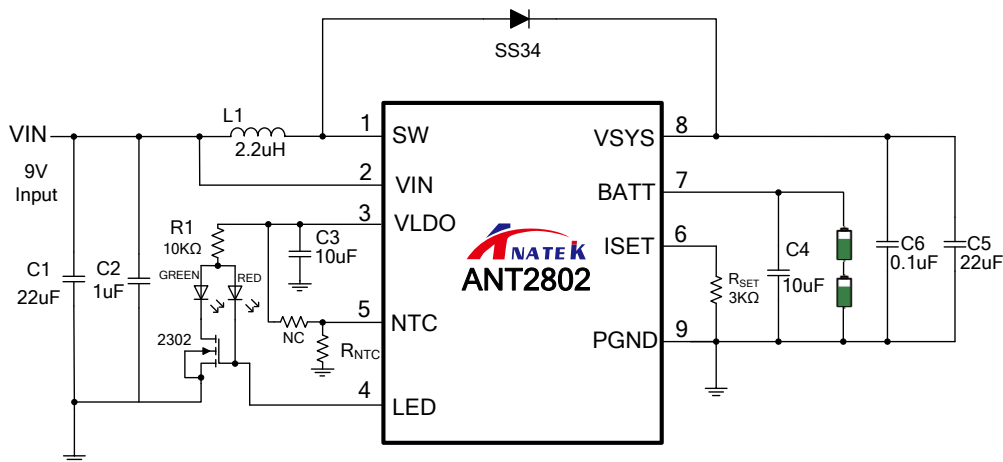 SS34
L1
2.2uH
VIN
9V
Input
C1
22uF
C2
1uF
R1
10KΩ
GREEN
RED
2302
C3
10uF
NC
RNTC
1
SW
2
VIN
3
VLDO
5
NTC
4
LED
ANATEK
ANT2802
VSYS
8
BATT
7
ISET
6
PGND
9
RSET
3KΩ
C4
10uF
C6
0.1uF
C5
22uF